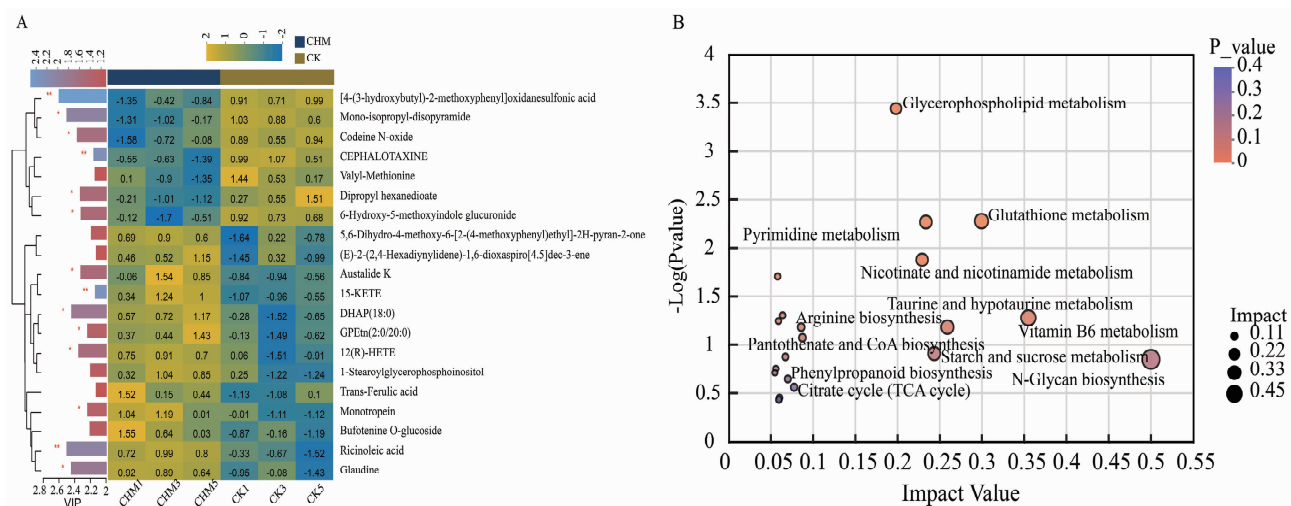 A
2.4 2.2 2 1.8 1.6 1.4 1.2
2 1 0 -1 -2
CHM
CK
** -1.35 -0.42 -0.84 0.91 0.71 0.99 [4-(3-hydroxybutyl)-2-methoxyphenyl]oxidanesulfonic acid
* -1.31 -1.02 -0.17 1.03 0.88 0.6 Mono-isopropyl-disopyramide
* -1.58 -0.72 -0.08 0.89 0.55 0.94 Codeine N-oxide
** -0.55 -0.63 -1.39 0.99 1.07 0.51 CEPHALOTAXINE
0.1 -0.9 -1.35 1.44 0.53 0.17 Valyl-Methionine
* -0.21 -1.01 -1.12 0.27 0.55 1.51 Dipropyl hexanedioate
* -0.12 -1.7 -0.51 0.92 0.73 0.68 6-Hydroxy-5-methoxyindole glucuronide
0.69 0.9 0.6 -1.64 0.22 -0.78 5,6-Dihydro-4-methoxy-6-[2-(4-methoxyphenyl)ethyl]-2H-pyran-2-one
0.46 0.52 1.15 -1.45 0.32 -0.99 (E)-2-(2,4-Hexadiynylidene)-1,6-dioxaspiro[4.5]dec-3-ene
* -0.06 1.54 0.85 -0.84 -0.94 -0.56 Austalide K
** 0.34 1.24 1 -1.07 -0.96 -0.55 15-KETE
* 0.57 0.72 1.17 -0.28 -1.52 -0.65 DHAP(18:0)
* 0.37 0.44 1.43 -0.13 -1.49 -0.62 GPEtn(2:0/20:0)
* 0.75 0.91 0.7 0.06 -1.51 -0.91 12(R)-HETE
0.32 1.04 0.85 0.25 -1.22 -1.24 1-Stearoylglycerophosphoinositol
1.52 0.15 0.44 -1.13 -1.08 0.1 Trans-Ferulic acid
* 1.04 1.19 0.01 -0.01 -1.11 -1.12 Monotropein
1.55 0.64 0.03 -0.87 -0.16 -1.19 Bufotenine O-glucoside
** 0.72 0.99 0.8 -0.33 -0.67 -1.52 Ricinoleic acid
* 0.92 0.89 0.64 -0.95 -0.08 -1.43 Glaudine
2.8 2.6 2.4 2.2 2
VIP
CHM1 CHM3 CHM5 CK1 CK3 CK5
B
-Log(Pvalue)
4
3.5
3
2.5
2
1.5
1
0.5
0
Glycerophospholipid metabolism
Glutathione metabolism
Pyrimidine metabolism
Nicotinate and nicotinamide metabolism
Taurine and hypotaurine metabolism
Arginine biosynthesis
Vitamin B6 metabolism
Pantothenate and CoA biosynthesis
Starch and sucrose metabolism
Phenylpropanoid biosynthesis
N-Glycan biosynthesis
Citrate cycle (TCA cycle)
0 0.05 0.1 0.15 0.2 0.25 0.3 0.35 0.4 0.45 0.5 0.55
Impact Value
P_value
0.4
0.3
0.2
0.1
0
Impact
0.11
0.22
0.33
0.45